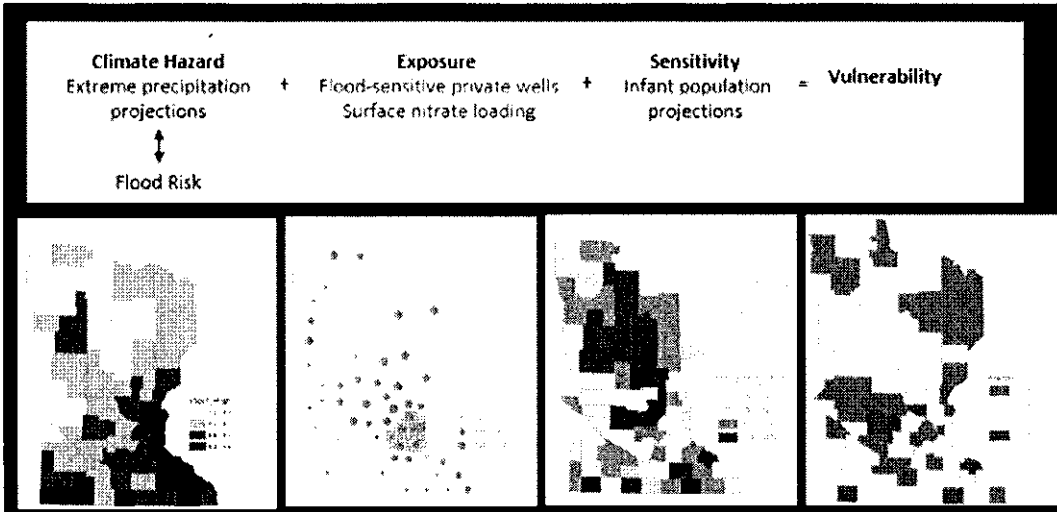 Climate Hazard
Extreme precipitation
projections
Flood Risk
+
Exposure
Flood-sensitive private wells
Surface nitrate loading
+
Sensitivity
Infant population
projections
=
Vulnerability